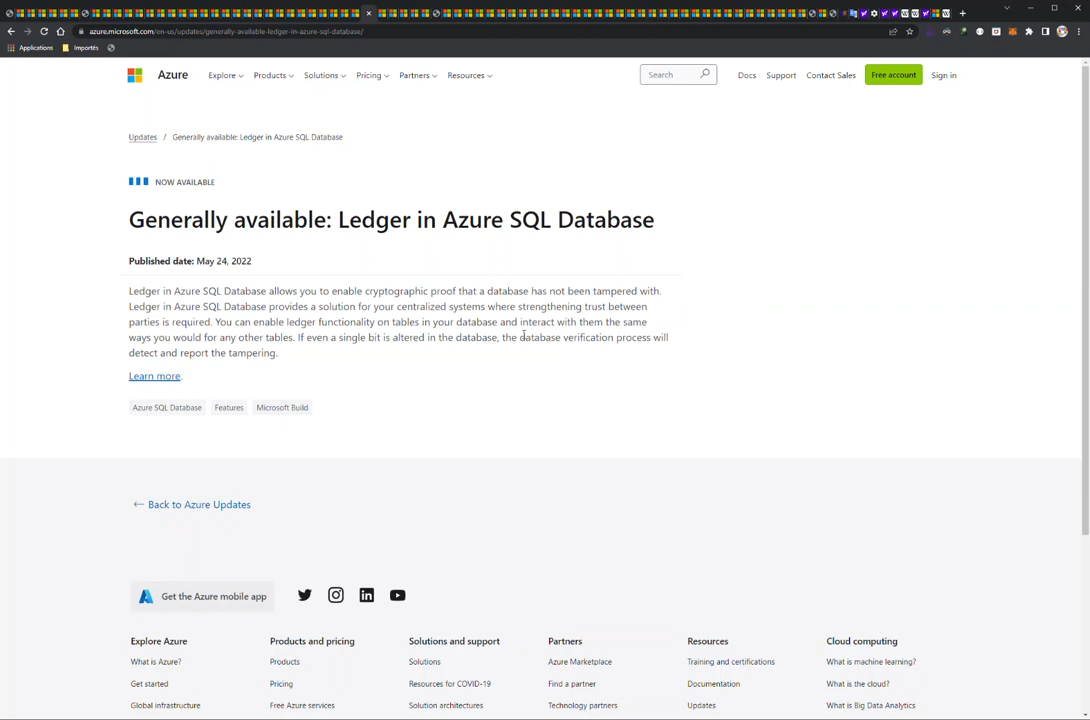 azure.microsoft.com/en-us/updates/generally-available-ledger-in-azure-sql-database/
Applications Importés
Azure Explore Products Solutions Pricing Partners Resources Search Docs Support Contact Sales Free account Sign in
Updates / Generally available: Ledger in Azure SQL Database
NOW AVAILABLE
Generally available: Ledger in Azure SQL Database
Published date: May 24, 2022
Ledger in Azure SQL Database allows you to enable cryptographic proof that a database has not been tampered with.
Ledger in Azure SQL Database provides a solution for your centralized systems where strengthening trust between
parties is required. You can enable ledger functionality on tables in your database and interact with them the same
ways you would for any other tables. If even a single bit is altered in the database, the database verification process will
detect and report the tampering.
Learn more.
Azure SQL Database Features Microsoft Build
← Back to Azure Updates
Get the Azure mobile app
Explore Azure Products and pricing Solutions and support Partners Resources Cloud computing
What is Azure? Products Solutions Azure Marketplace Training and certifications What is machine learning?
Get started Pricing Resources for COVID-19 Find a partner Documentation What is the cloud?
Global infrastructure Free Azure services Solution architectures Technology partners Updates What is Big Data Analytics